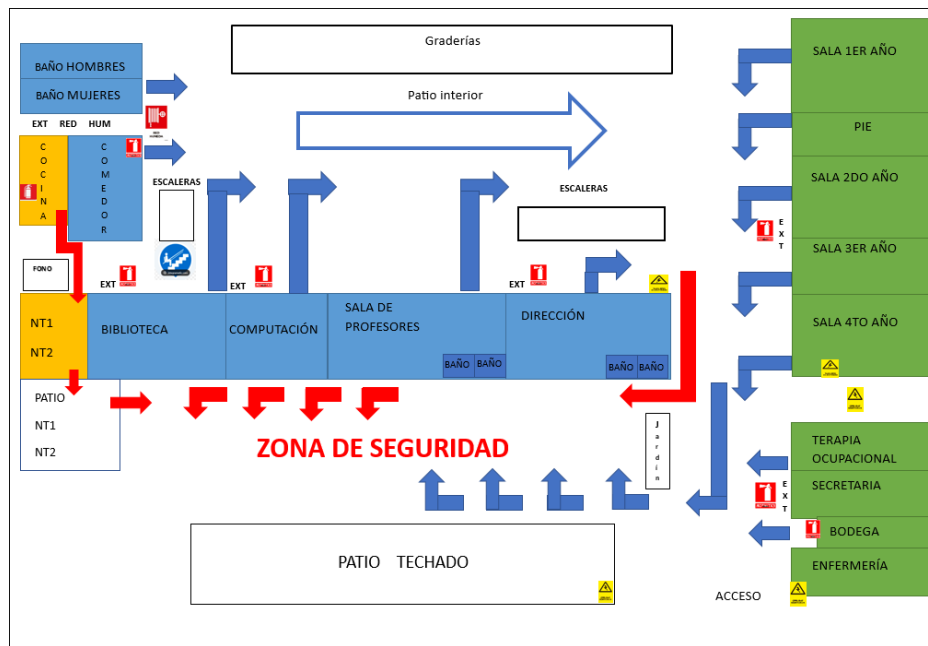 Graderías
BAÑO HOMBRES
BAÑO MUJERES
EXT RED HUM
COCINA
COMEDOR
ESCALERAS
Patio interior
ESCALERAS
SALA 1ER AÑO
PIE
SALA 2DO AÑO
EXT
SALA 3ER AÑO
SALA 4TO AÑO
FONO
EXT
EXT
EXT
NT1
NT2
BIBLIOTECA
COMPUTACIÓN
SALA DE
PROFESORES
BAÑO BAÑO
DIRECCIÓN
BAÑO BAÑO
PATIO
NT1
NT2
ZONA DE SEGURIDAD
Jardín
TERAPIA
OCUPACIONAL
SECRETARIA
EXT
BODEGA
ENFERMERÍA
PATIO TECHADO
ACCESO